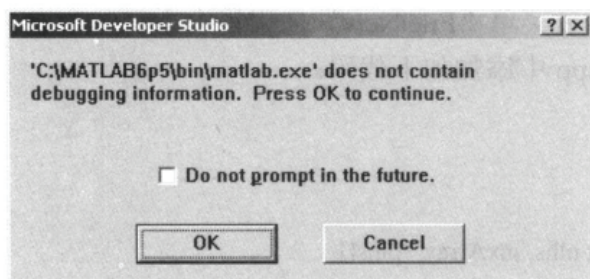 Microsoft Developer Studio
'C:\MATLAB6p5\bin\matlab.exe' does not contain
debugging information. Press OK to continue.
Do not prompt in the future.
OK
Cancel